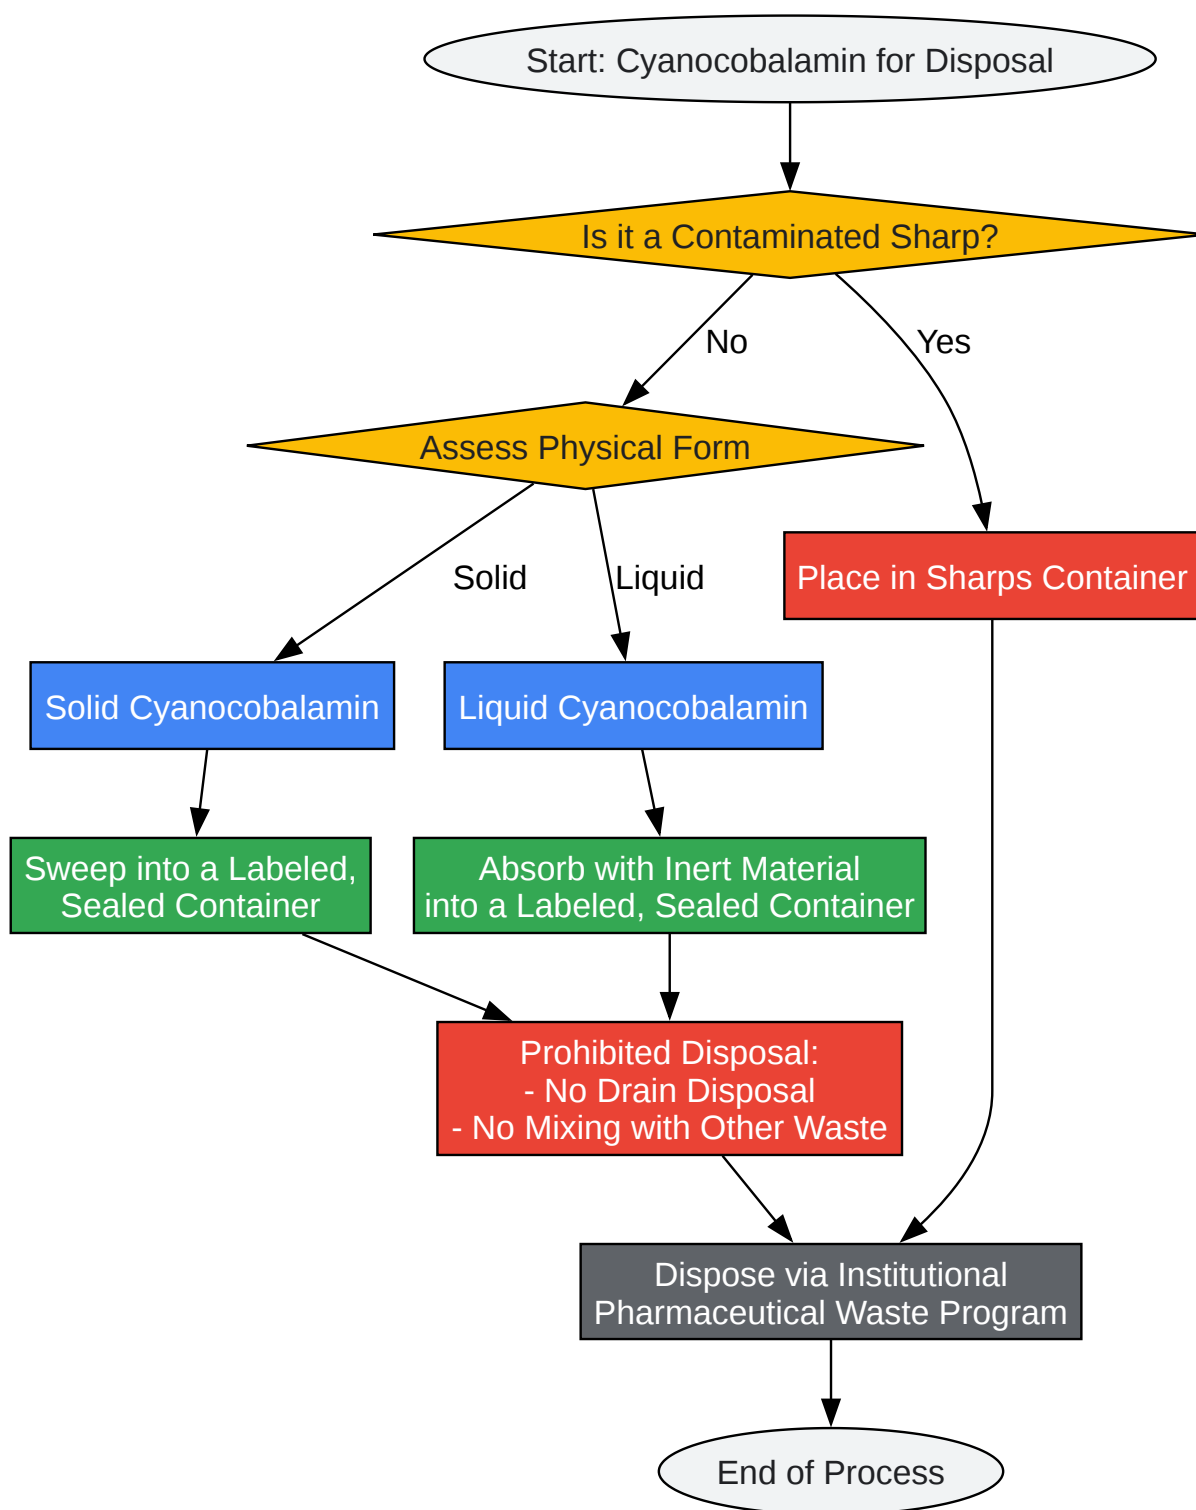 Start: Cyanocobalamin for Disposal
Is it a Contaminated Sharp?
No
Yes
Assess Physical Form
Solid
Liquid
Place in Sharps Container
Solid Cyanocobalamin
Liquid Cyanocobalamin
Sweep into a Labeled,
Sealed Container
Absorb with Inert Material
into a Labeled, Sealed Container
Prohibited Disposal:
- No Drain Disposal
- No Mixing with Other Waste
Dispose via Institutional
Pharmaceutical Waste Program
End of Process